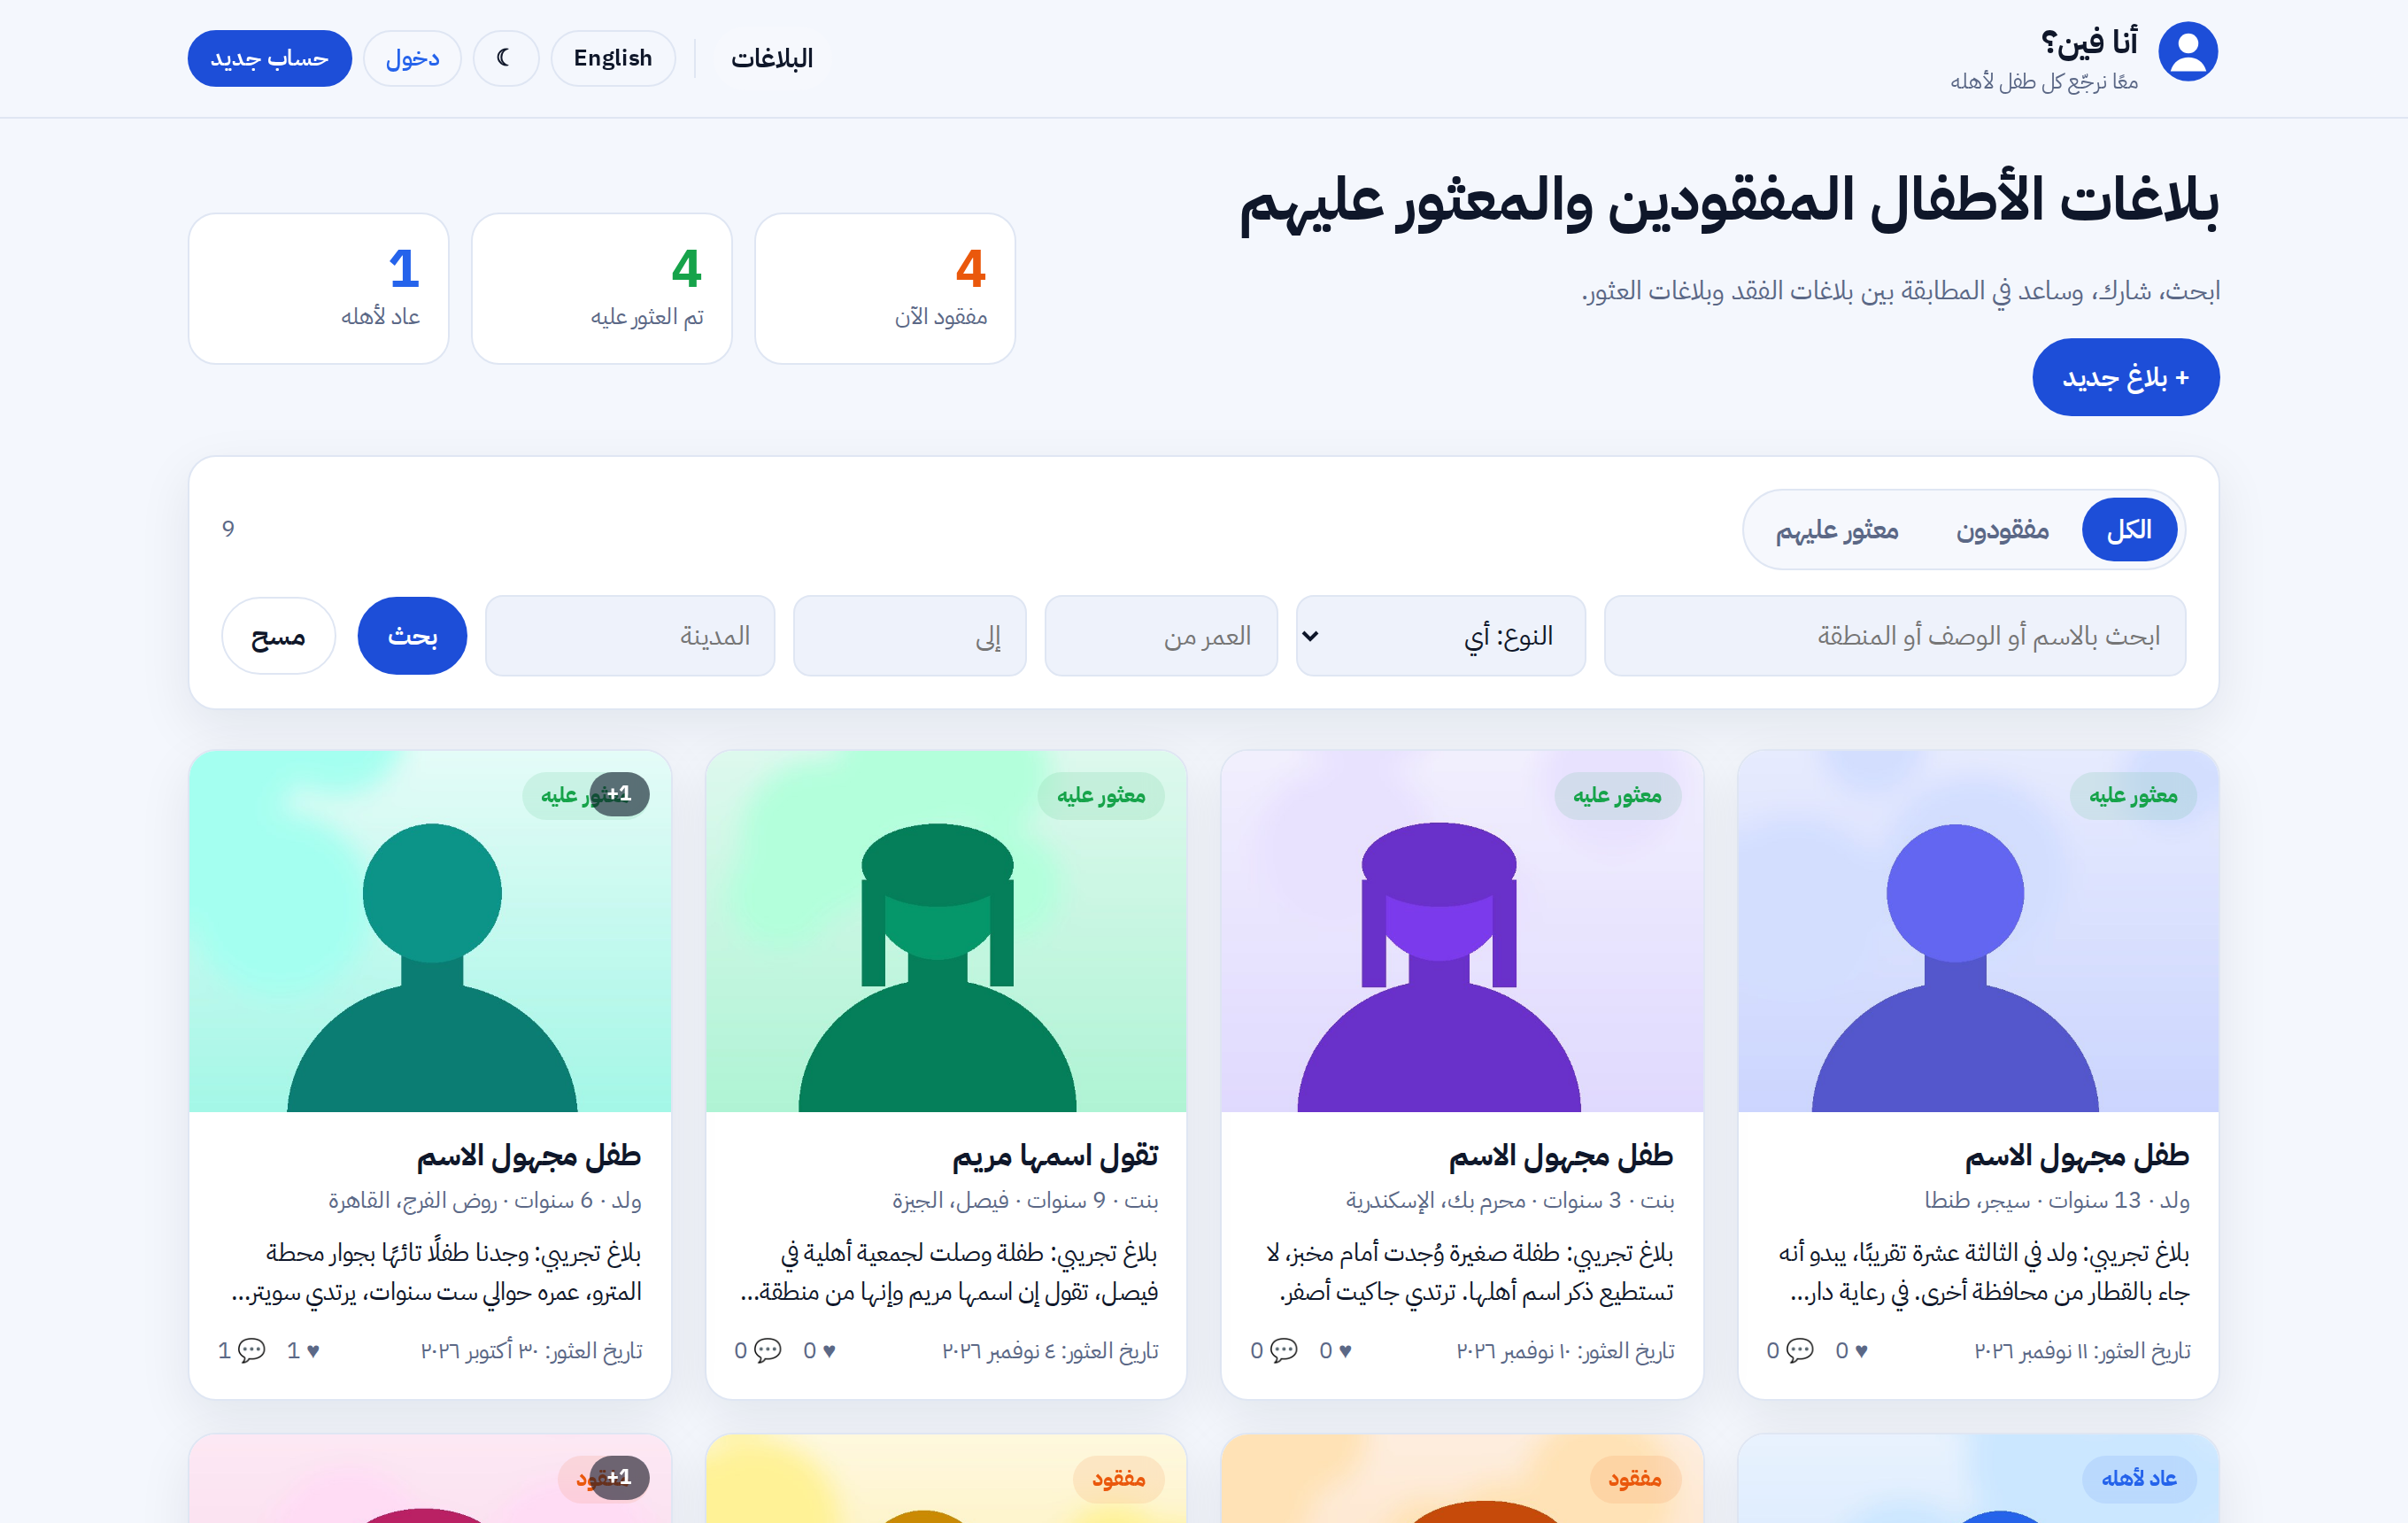 أنا فين؟
معًا نرجّع كل طفل لأهله
البلاغات
English
دخول
حساب جديد
بلاغات الأطفال المفقودين والمعثور عليهم
ابحث، شارك، وساعد في المطابقة بين بلاغات الفقد وبلاغات العثور.
+ بلاغ جديد
4
مفقود الآن
4
تم العثور عليه
1
عاد لأهله
الكل
مفقودون
معثور عليهم
9
ابحث بالاسم أو الوصف أو المنطقة
النوع: أي
العمر من
إلى
المدينة
بحث
مسح
معثور عليه
طفل مجهول الاسم
ولد · 13 سنوات · سيجر، طنطا
بلاغ تجريبي: ولد في الثالثة عشرة تقريبًا، يبدو أنه
جاء بالقطار من محافظة أخرى. في رعاية دار...
تاريخ العثور: ١١ نوفمبر ٢٠٢٦
♥ 0 💬 0
معثور عليه
طفل مجهول الاسم
بنت · 3 سنوات · محرم بك، الإسكندرية
بلاغ تجريبي: طفلة صغيرة وُجدت أمام مخبز، لا
تستطيع ذكر اسم أهلها. ترتدي جاكيت أصفر.
تاريخ العثور: ١٠ نوفمبر ٢٠٢٦
♥ 0 💬 0
معثور عليه
تقول اسمها مريم
بنت · 9 سنوات · فيصل، الجيزة
بلاغ تجريبي: طفلة وصلت لجمعية أهلية في
فيصل، تقول إن اسمها مريم وإنها من منطقة...
تاريخ العثور: ٤ نوفمبر ٢٠٢٦
♥ 0 💬 0
معثور عليه
+1
طفل مجهول الاسم
ولد · 6 سنوات · روض الفرج، القاهرة
بلاغ تجريبي: وجدنا طفلًا تائهًا بجوار محطة
المترو، عمره حوالي ست سنوات، يرتدي سويتر...
تاريخ العثور: ٣٠ أكتوبر ٢٠٢٦
♥ 1 💬 1
عاد لأهله
مفقود
مفقود
مفقود
+1